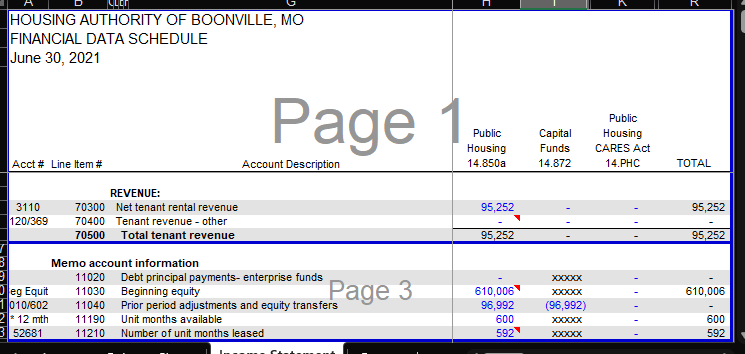 A B G H I K R
HOUSING AUTHORITY OF BOONVILLE, MO
FINANCIAL DATA SCHEDULE
June 30, 2021
Page 1
Public
Public Capital Housing
Housing Funds CARES Act
Acct # Line Item # Account Description 14.850a 14.872 14.PHC TOTAL
REVENUE:
3110 70300 Net tenant rental revenue 95,252 - - 95,252
120/369 70400 Tenant revenue - other - - - -
70500 Total tenant revenue 95,252 - - 95,252
Memo account information
11020 Debt principal payments- enterprise funds - xxxxx - -
eg Equit 11030 Beginning equity 610,006 xxxxx - 610,006
Page 3
010/602 11040 Prior period adjustments and equity transfers 96,992 (96,992) - -
* 12 mth 11190 Unit months available 600 xxxxx - 600
52681 11210 Number of unit months leased 592 xxxxx - 592
Income Statement